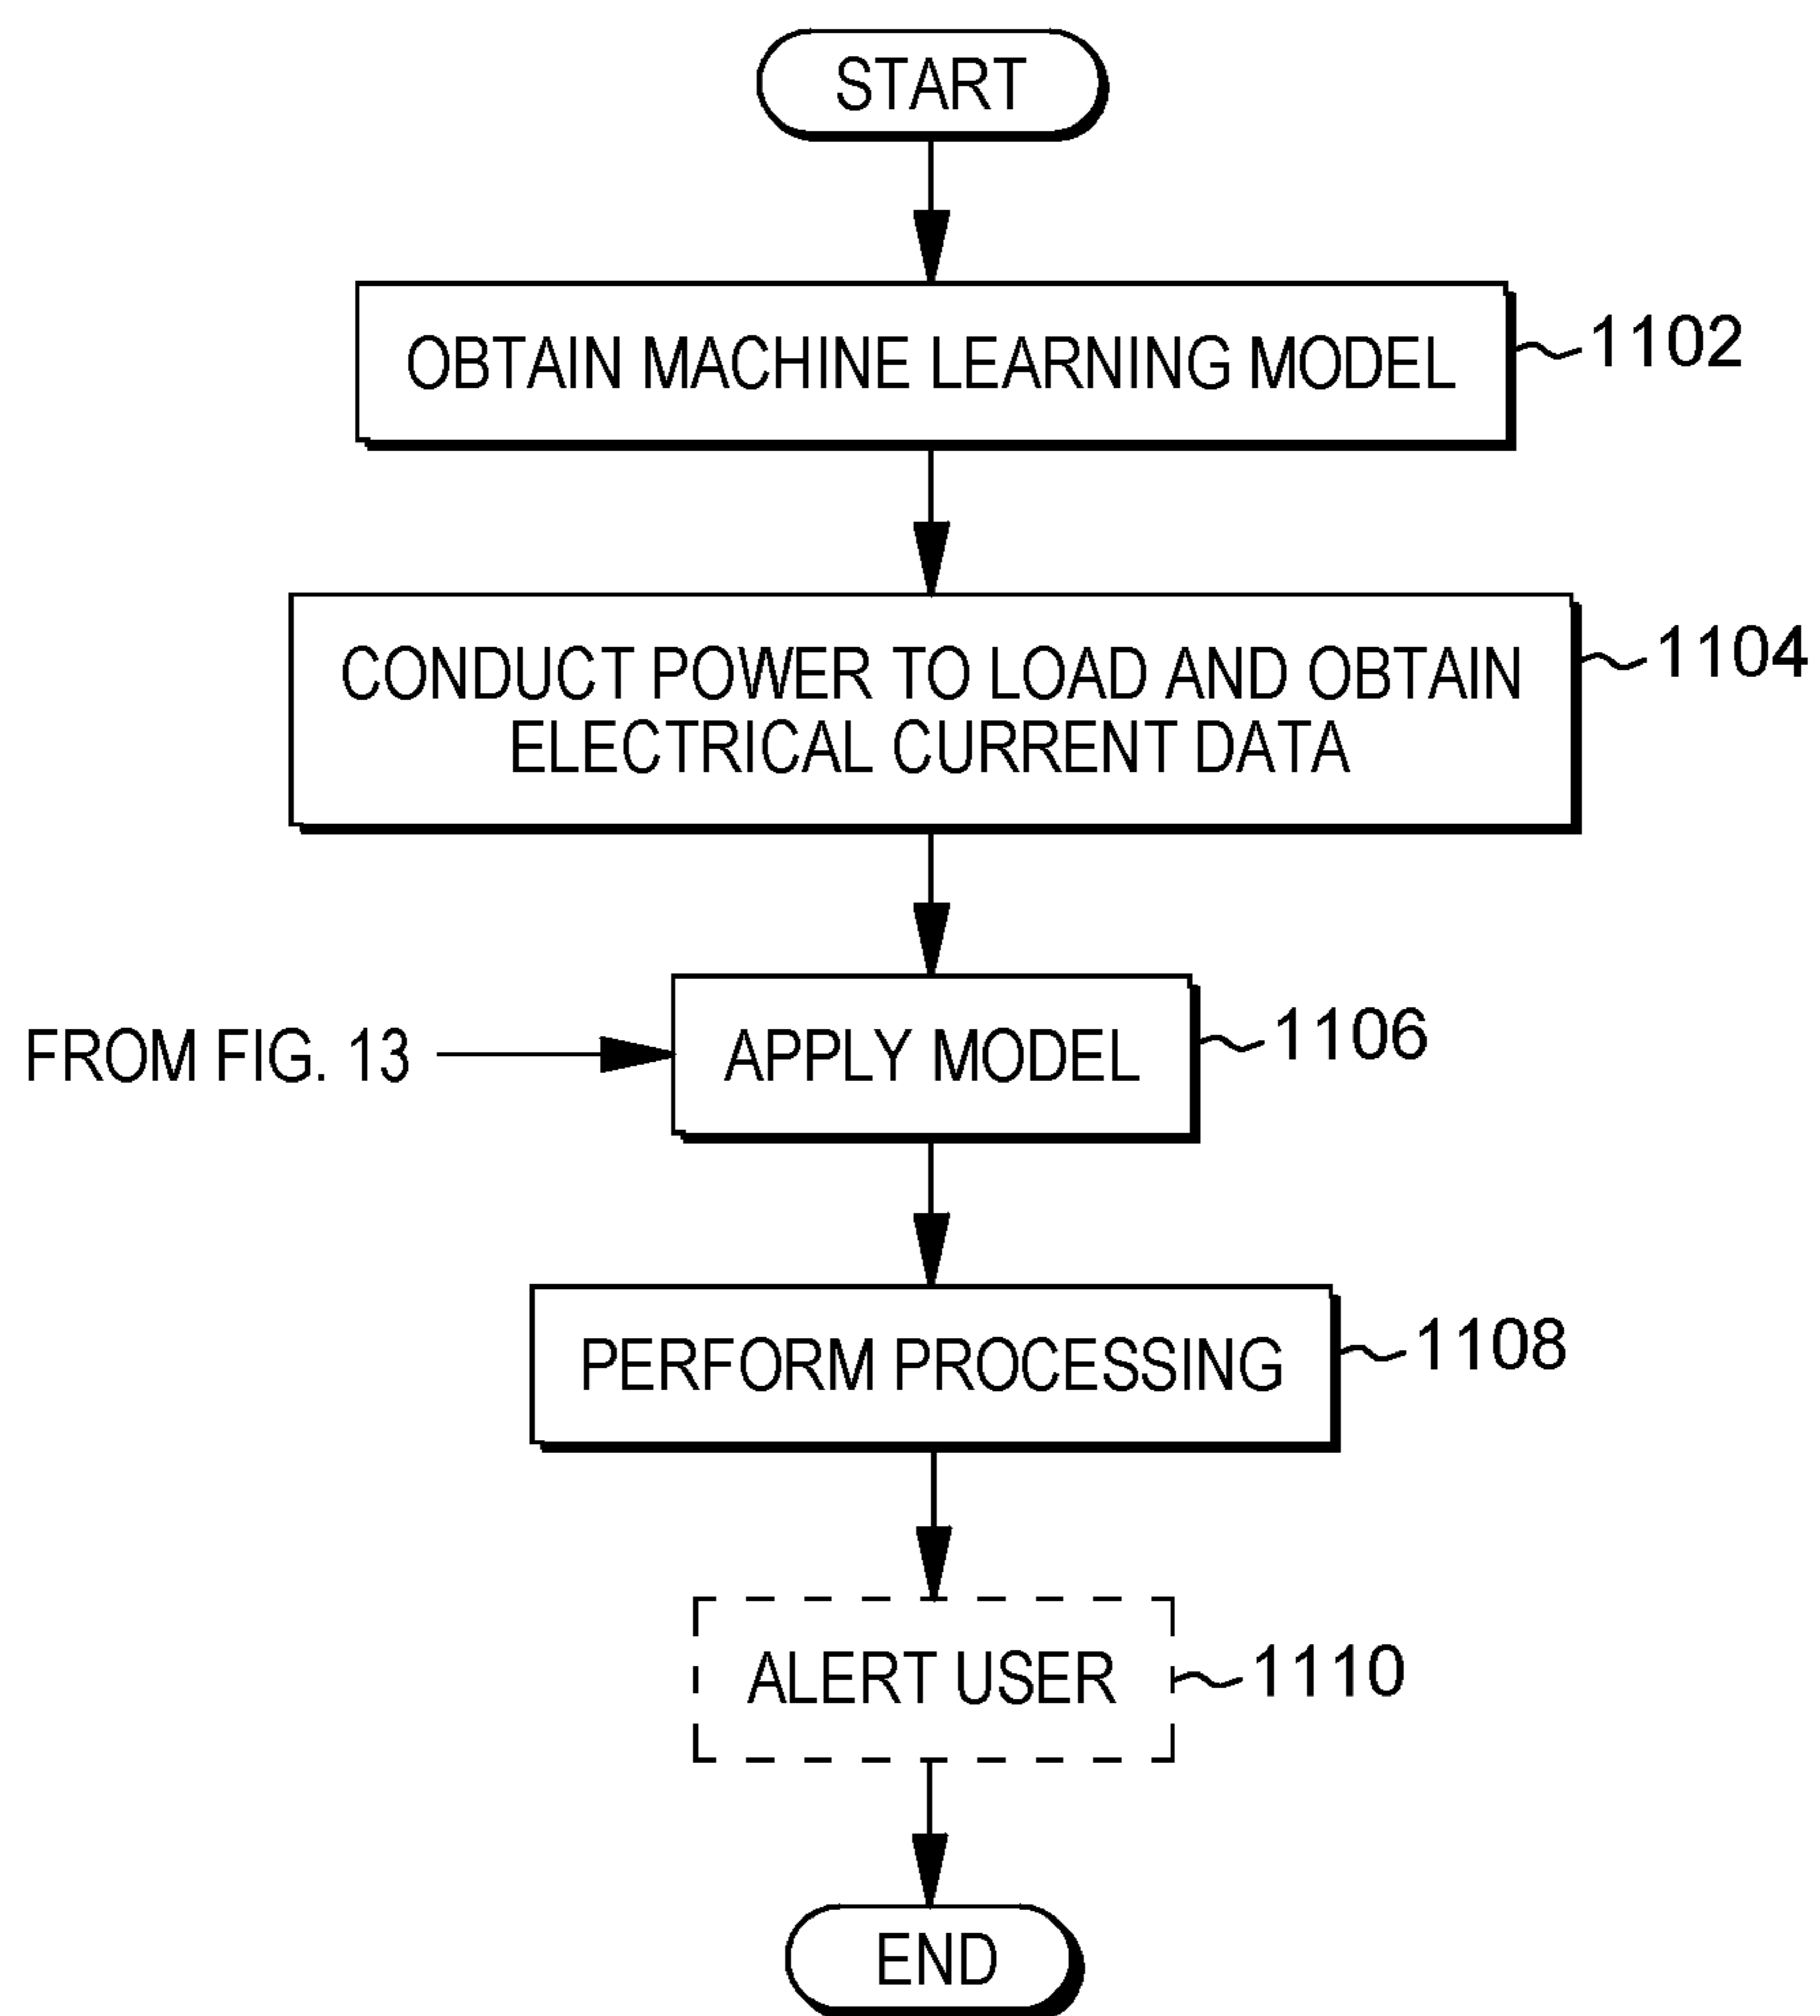 START
OBTAIN MACHINE LEARNING MODEL
1102
CONDUCT POWER TO LOAD AND OBTAIN
ELECTRICAL CURRENT DATA
1104
FROM FIG. 13
APPLY MODEL
1106
PERFORM PROCESSING
1108
ALERT USER
1110
END